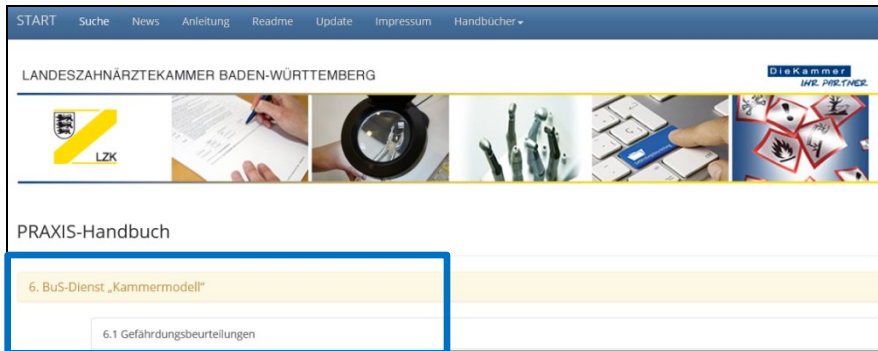 START Suche News Anleitung Readme Update Impressum Handbücher
LANDESZAHNÄRZTEKAMMER BADEN-WÜRTTEMBERG
DieKammer
IHR PARTNER
LZK
PRAXIS-Handbuch
6. BuS-Dienst „Kammermodell"
6.1 Gefährdungsbeurteilungen